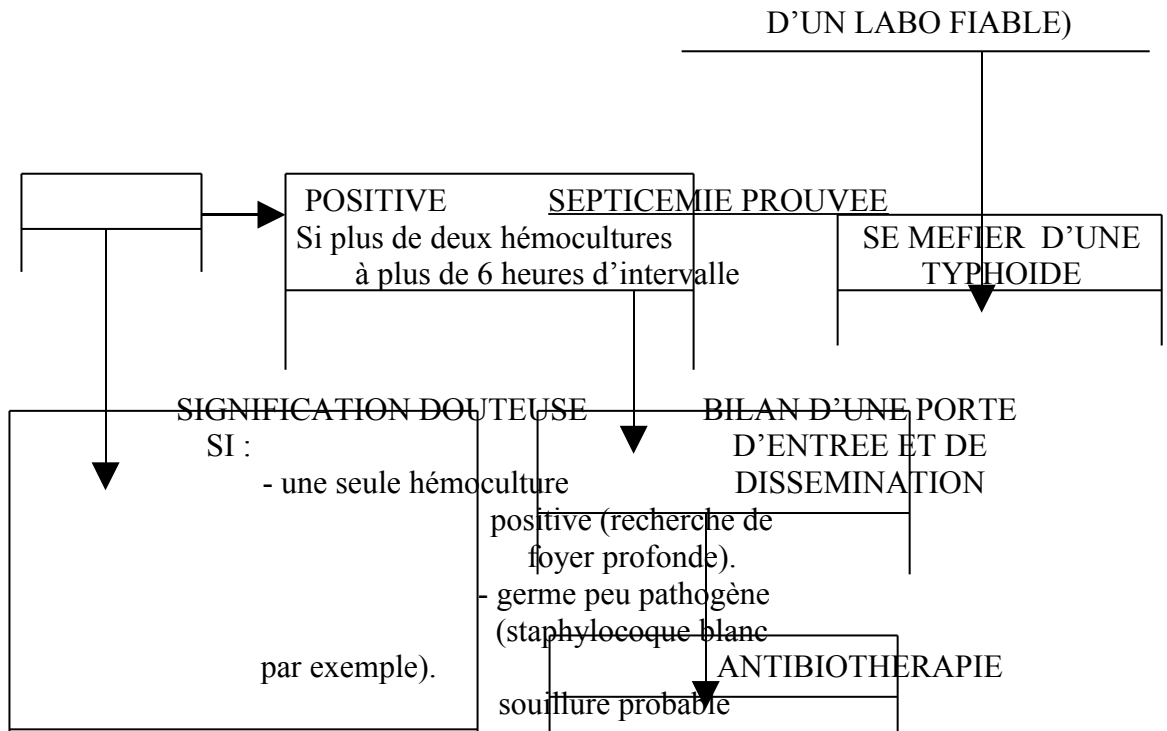 D’UN LABO FIABLE)
POSITIVE SEPTICEMIE PROUVEE
Si plus de deux hémocultures
à plus de 6 heures d’intervalle
SE MEFIER D’UNE
TYPHOIDE
SIGNIFICATION DOUTEUSE
SI :
- une seule hémoculture
positive (recherche de
foyer profonde).
- germe peu pathogène
(staphylocoque blanc
par exemple).
souillure probable
BILAN D’UNE PORTE
D’ENTREE ET DE
DISSEMINATION
ANTIBIOTHERAPIE